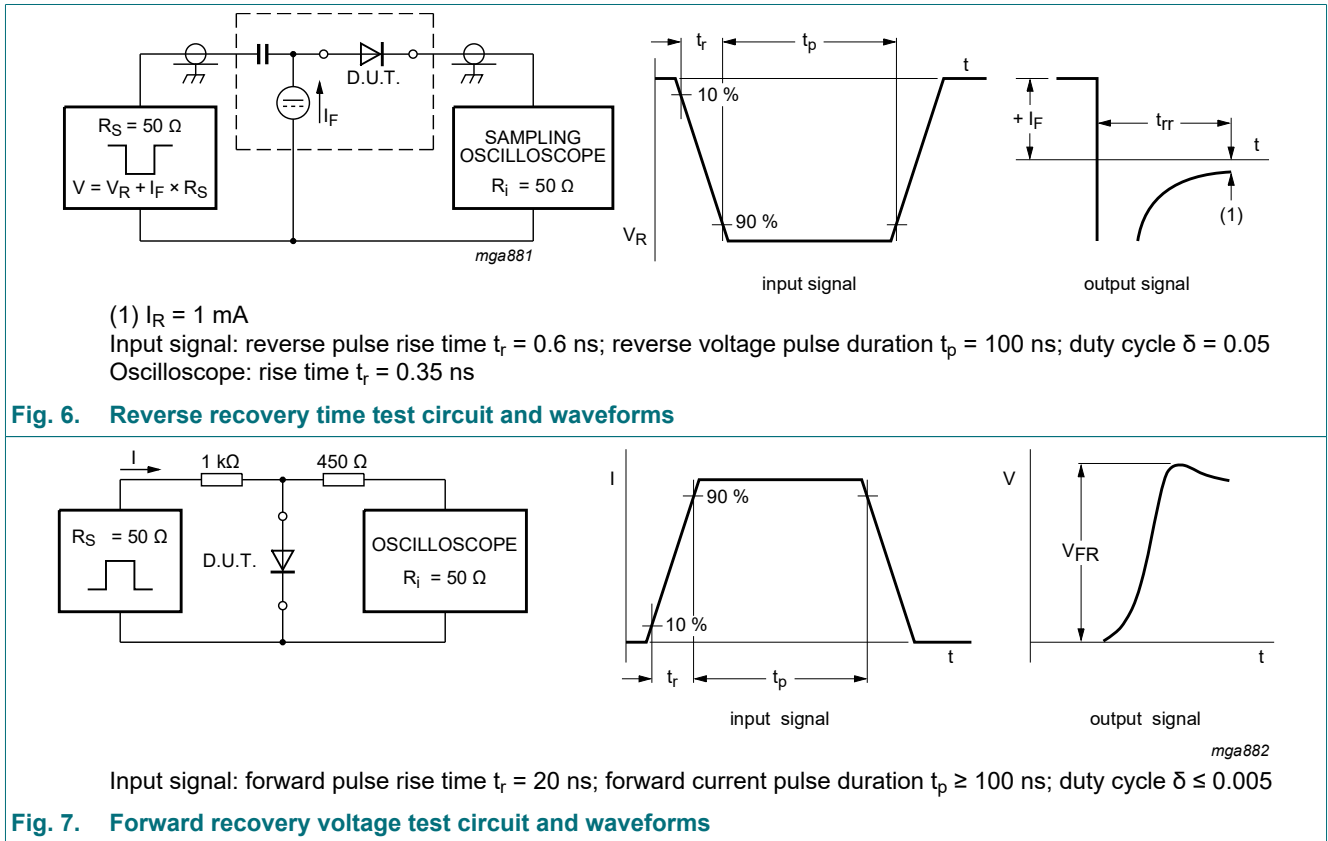 D.U.T.
I_F
R_S = 50 Ω
V = V_R + I_F × R_S
SAMPLING
OSCILLOSCOPE
R_i = 50 Ω
mga881
t_r
t_p
t
10 %
90 %
V_R
input signal
+ I_F
t_rr
t
(1)
output signal
(1) I_R = 1 mA
Input signal: reverse pulse rise time t_r = 0.6 ns; reverse voltage pulse duration t_p = 100 ns; duty cycle δ = 0.05
Oscilloscope: rise time t_r = 0.35 ns
Fig. 6. Reverse recovery time test circuit and waveforms
I
1 kΩ
450 Ω
R_S = 50 Ω
D.U.T.
OSCILLOSCOPE
R_i = 50 Ω
I
90 %
10 %
t
t_r
t_p
input signal
V
V_FR
t
output signal
mga882
Input signal: forward pulse rise time t_r = 20 ns; forward current pulse duration t_p ≥ 100 ns; duty cycle δ ≤ 0.005
Fig. 7. Forward recovery voltage test circuit and waveforms